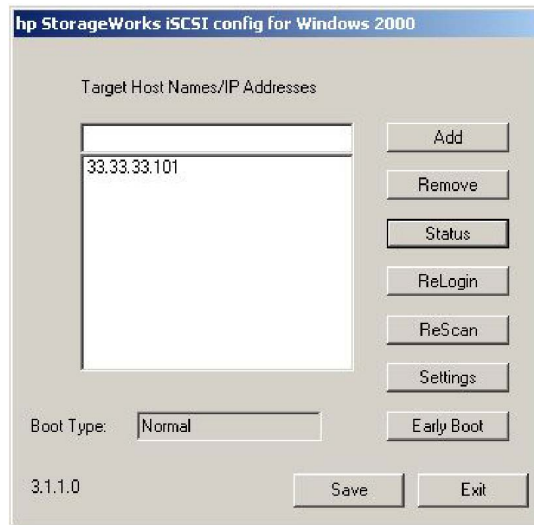 hp StorageWorks iSCSI config for Windows 2000
Target Host Names/IP Addresses
Add
33.33.33.101
Remove
Status
ReLogin
ReScan
Settings
Boot Type: Normal
Early Boot
3.1.1.0
Save
Exit